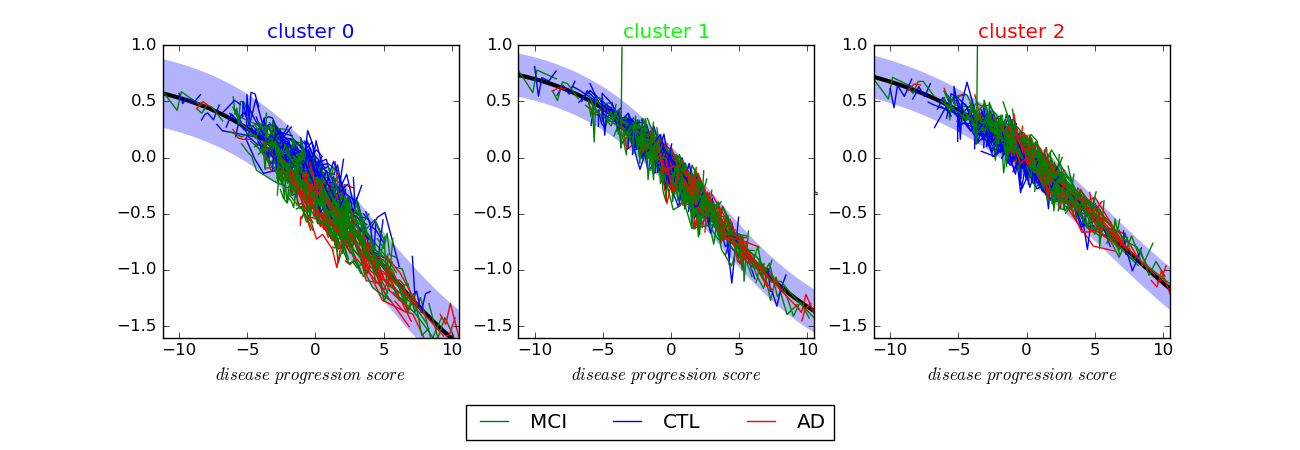 cluster 0 cluster 1 cluster 2
1.0 1.0 1.0
0.5 0.5 0.5
0.0 0.0 0.0
−0.5 −0.5 −0.5
−1.0 −1.0 −1.0
−1.5 −1.5 −1.5
−10 −5 0 5 10 −10 −5 0 5 10 −10 −5 0 5 10
disease progression score disease progression score disease progression score
MCI CTL AD